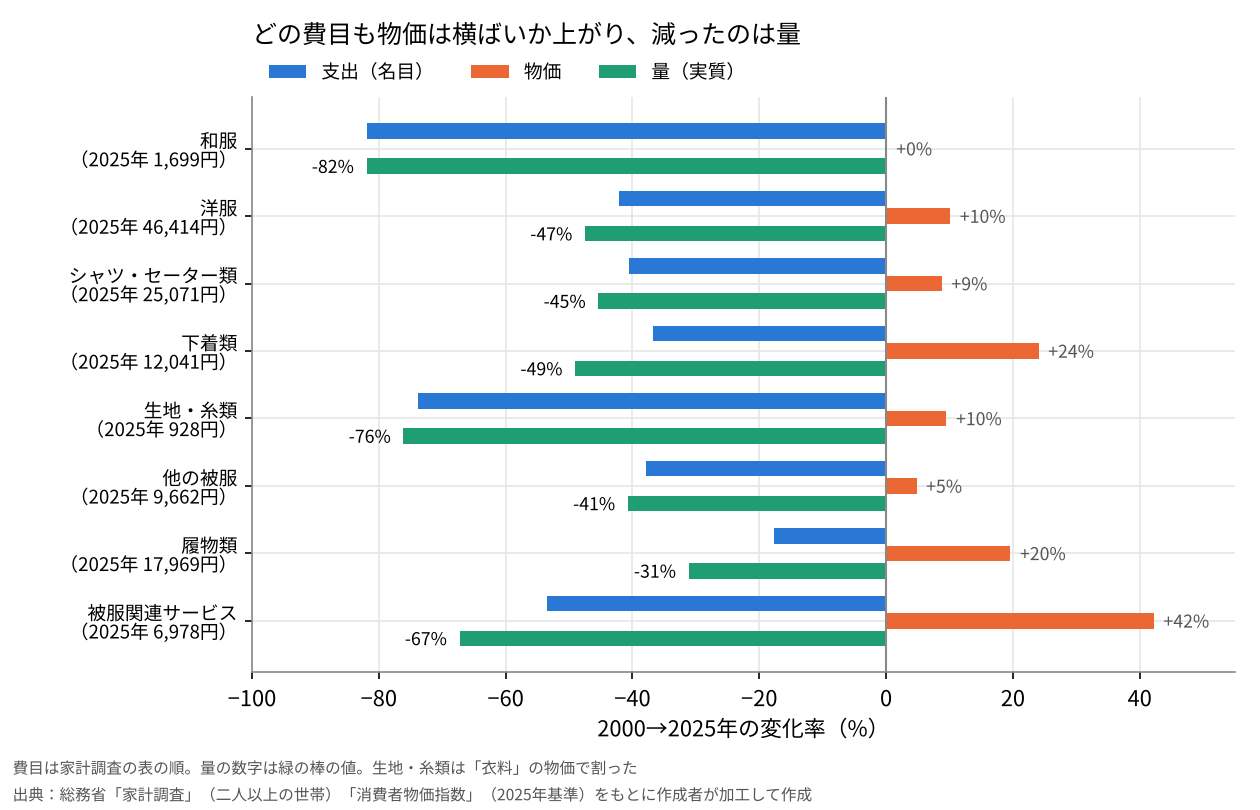 どの費目も物価は横ばいか上がり、減ったのは量
支出（名目） 物価 量（実質）
和服
（2025年 1,699円）
+0%
-82%
洋服
（2025年 46,414円）
+10%
-47%
シャツ・セーター類
（2025年 25,071円）
+9%
-45%
下着類
（2025年 12,041円）
+24%
-49%
生地・糸類
（2025年 928円）
+10%
-76%
他の被服
（2025年 9,662円）
+5%
-41%
履物類
（2025年 17,969円）
+20%
-31%
被服関連サービス
（2025年 6,978円）
+42%
-67%
−100 −80 −60 −40 −20 0 20 40
2000→2025年の変化率（%）
費目は家計調査の表の順。量の数字は緑の棒の値。生地・糸類は「衣料」の物価で割った
出典：総務省「家計調査」（二人以上の世帯）「消費者物価指数」（2025年基準）をもとに作成者が加工して作成